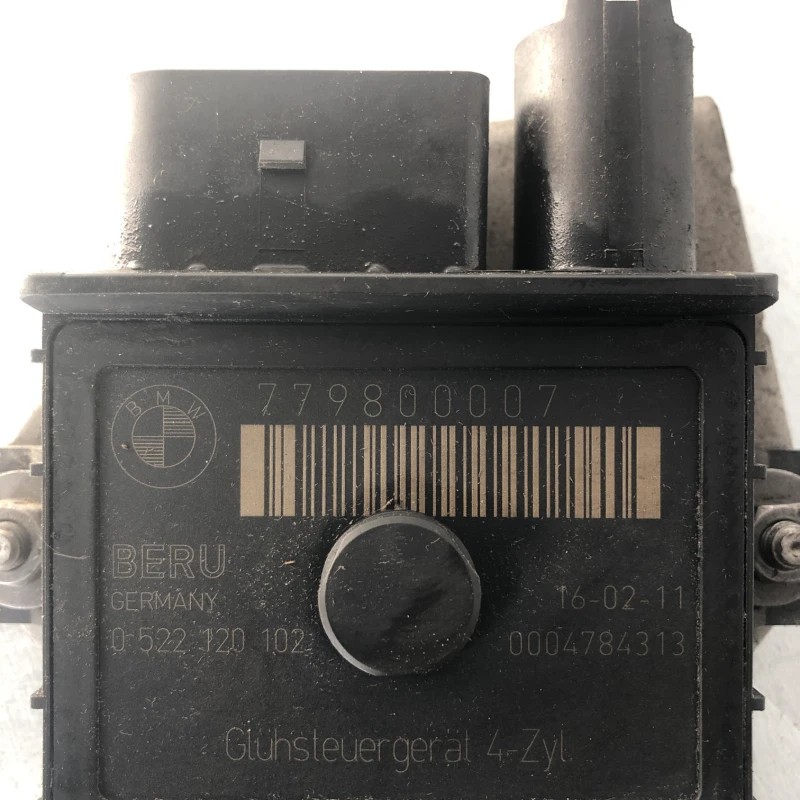 BMW
779800007
BERU
GERMANY
16-02-11
0 522 120 102
0004784313
Glühsteuergerät 4-Zyl.